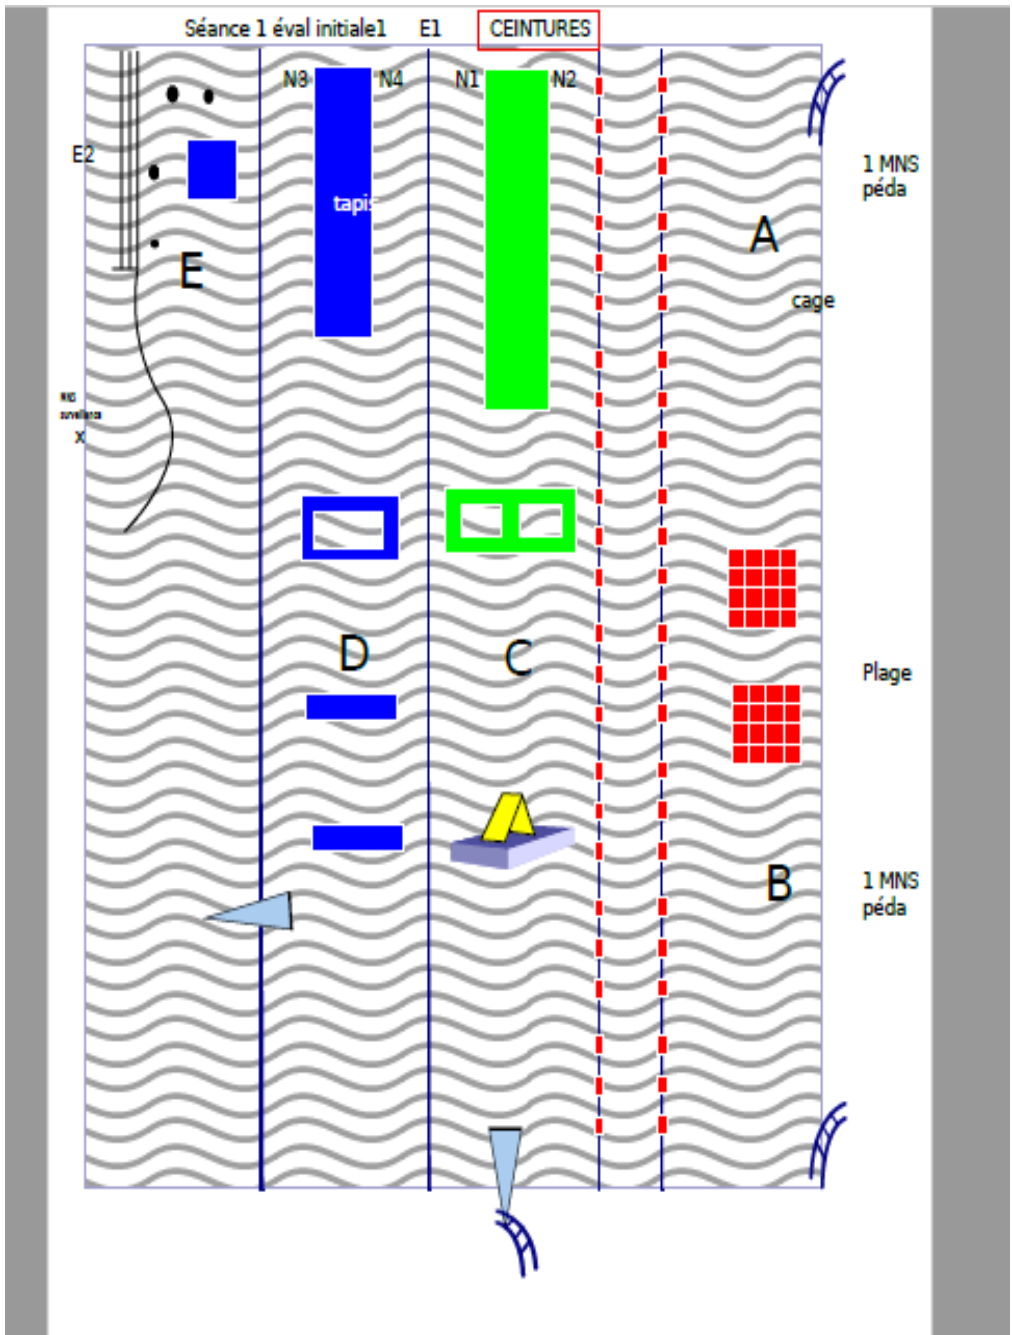 Séance 1 éval initiale1 E1 CEINTURES
N3 N4 N1 N2
E2
1 MNS
péda
tapis
A
E
cage
X
D
C
Plage
B
1 MNS
péda